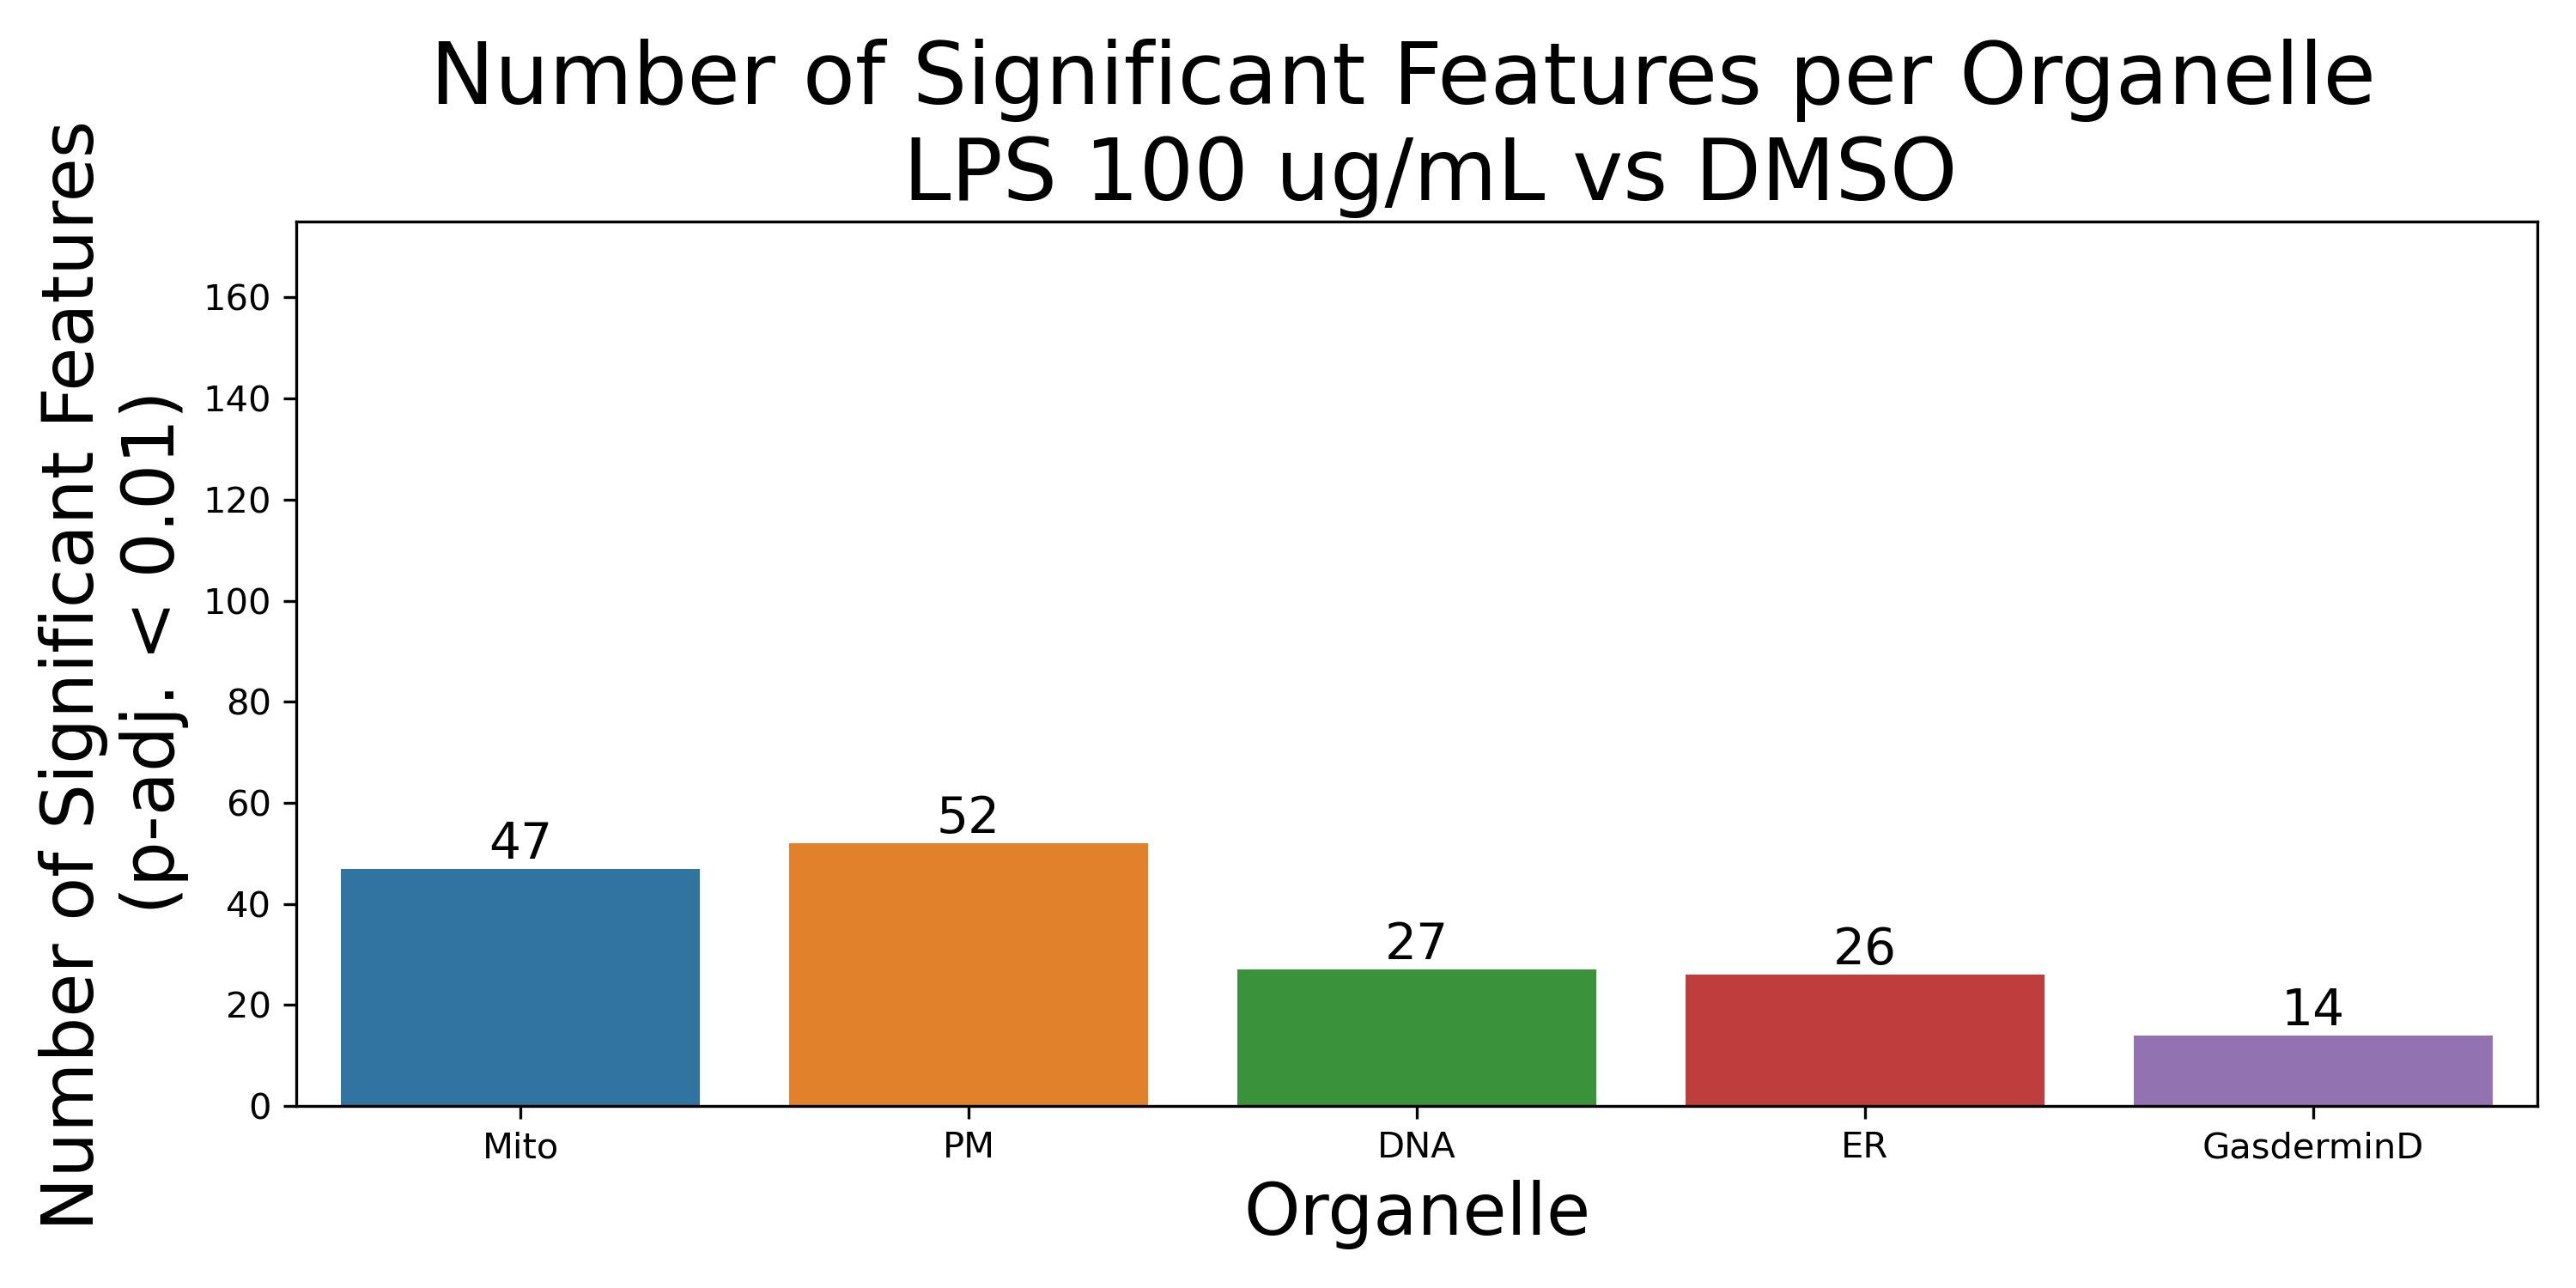 Number of Significant Features per Organelle
LPS 100 ug/mL vs DMSO
Number of Significant Features
(p-adj. < 0.01)
160
140
120
100
80
60
40
20
0
47
52
27
26
14
Mito
PM
DNA
ER
GasderminD
Organelle